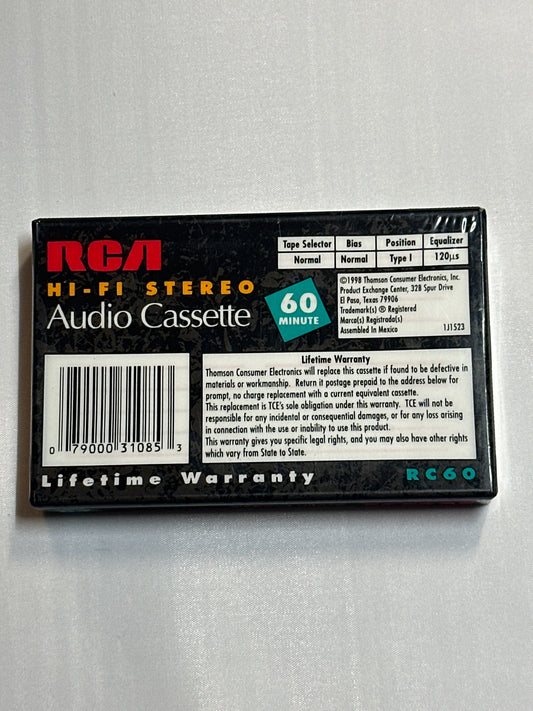 RCA
HI-FI STEREO
Audio Cassette
60
MINUTE
Tape Selector Bias Position Equalizer
Normal Normal Type I 120µs
©1998 Thomson Consumer Electronics, Inc.
Product Exchange Center, 328 Spur Drive
El Paso, Texas 79906
Trademark(s) ® Registered
Marca(s) Registrada(s)
Assembled In Mexico 1J1523
Lifetime Warranty
Thomson Consumer Electronics will replace this cassette if found to be defective in
materials or workmanship. Return it postage prepaid to the address below for
prompt, no charge replacement with a current equivalent cassette.
This replacement is TCE's sole obligation under this warranty. TCE will not be
responsible for any incidental or consequential damages, or for any loss arising
in connection with the use or inability to use this product.
This warranty gives you specific legal rights, and you may also have other rights
which vary from State to State.
0 79000 31085 3
Lifetime Warranty RC60